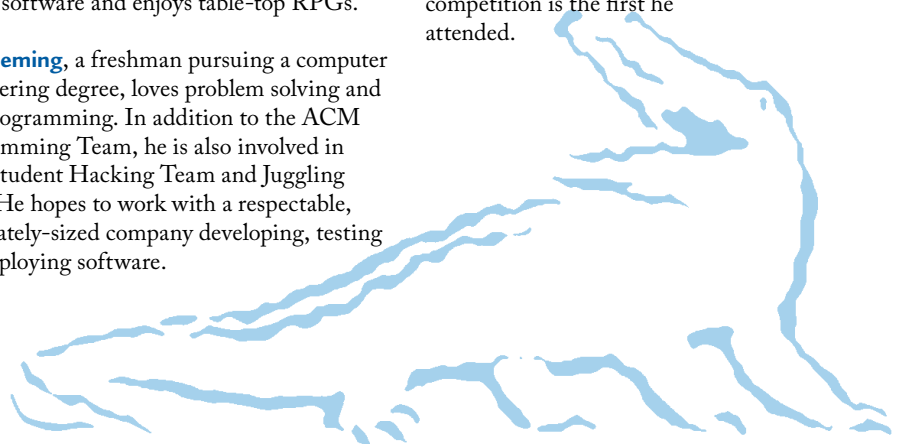 software and enjoys table-top RPGs.
eming, a freshman pursuing a computer
ering degree, loves problem solving and
ogramming. In addition to the ACM
mming Team, he is also involved in
tudent Hacking Team and Juggling
He hopes to work with a respectable,
ately-sized company developing, testing
ploying software.
competition is the first he
attended.